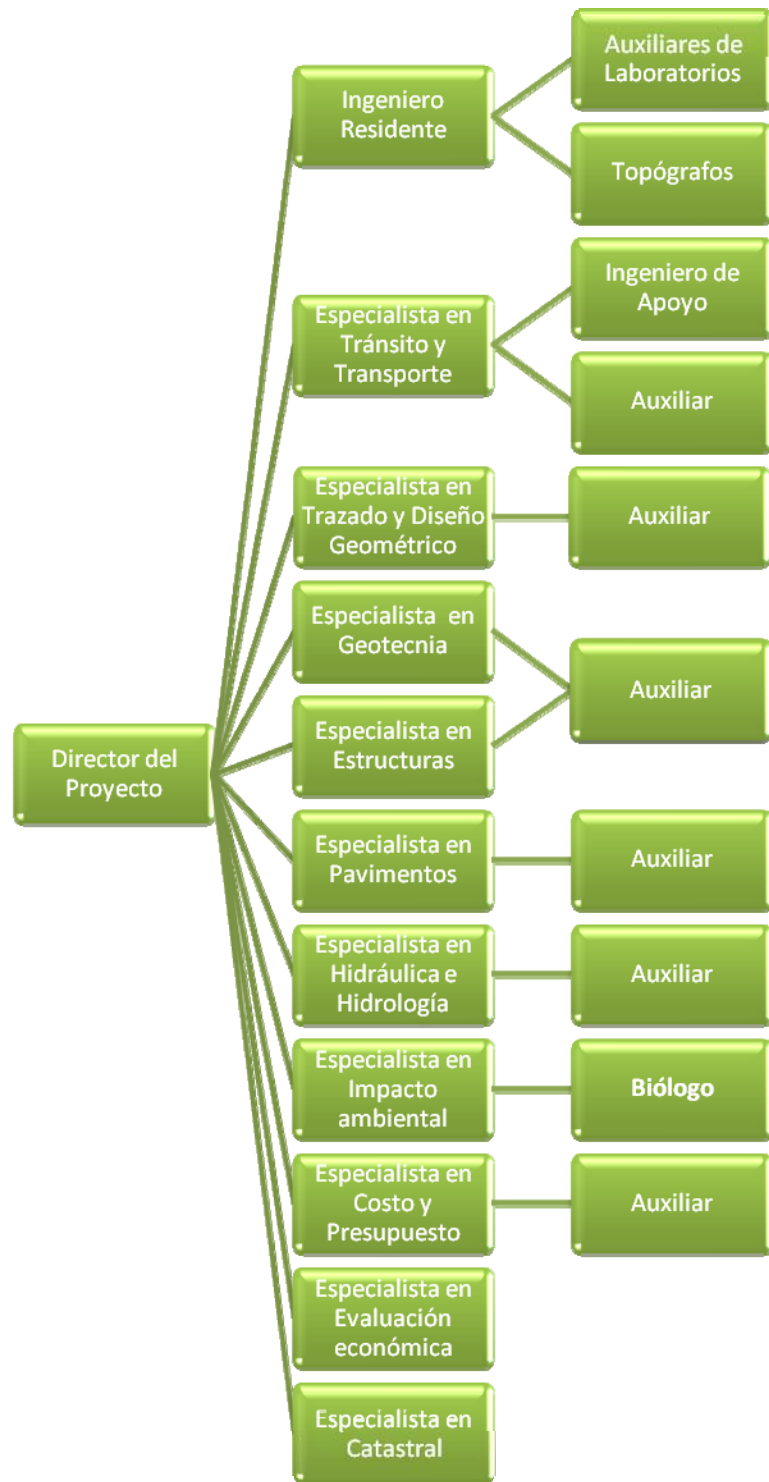 Director del
Proyecto
Ingeniero
Residente
Auxiliares de
Laboratorios
Topógrafos
Especialista en
Tránsito y
Transporte
Ingeniero de
Apoyo
Auxiliar
Especialista en
Trazado y Diseño
Geométrico
Auxiliar
Especialista en
Geotecnia
Especialista en
Estructuras
Auxiliar
Especialista en
Pavimentos
Auxiliar
Especialista en
Hidráulica e
Hidrología
Auxiliar
Especialista en
Impacto
ambiental
Biólogo
Especialista en
Costo y
Presupuesto
Auxiliar
Especialista en
Evaluación
económica
Especialista en
Catastral